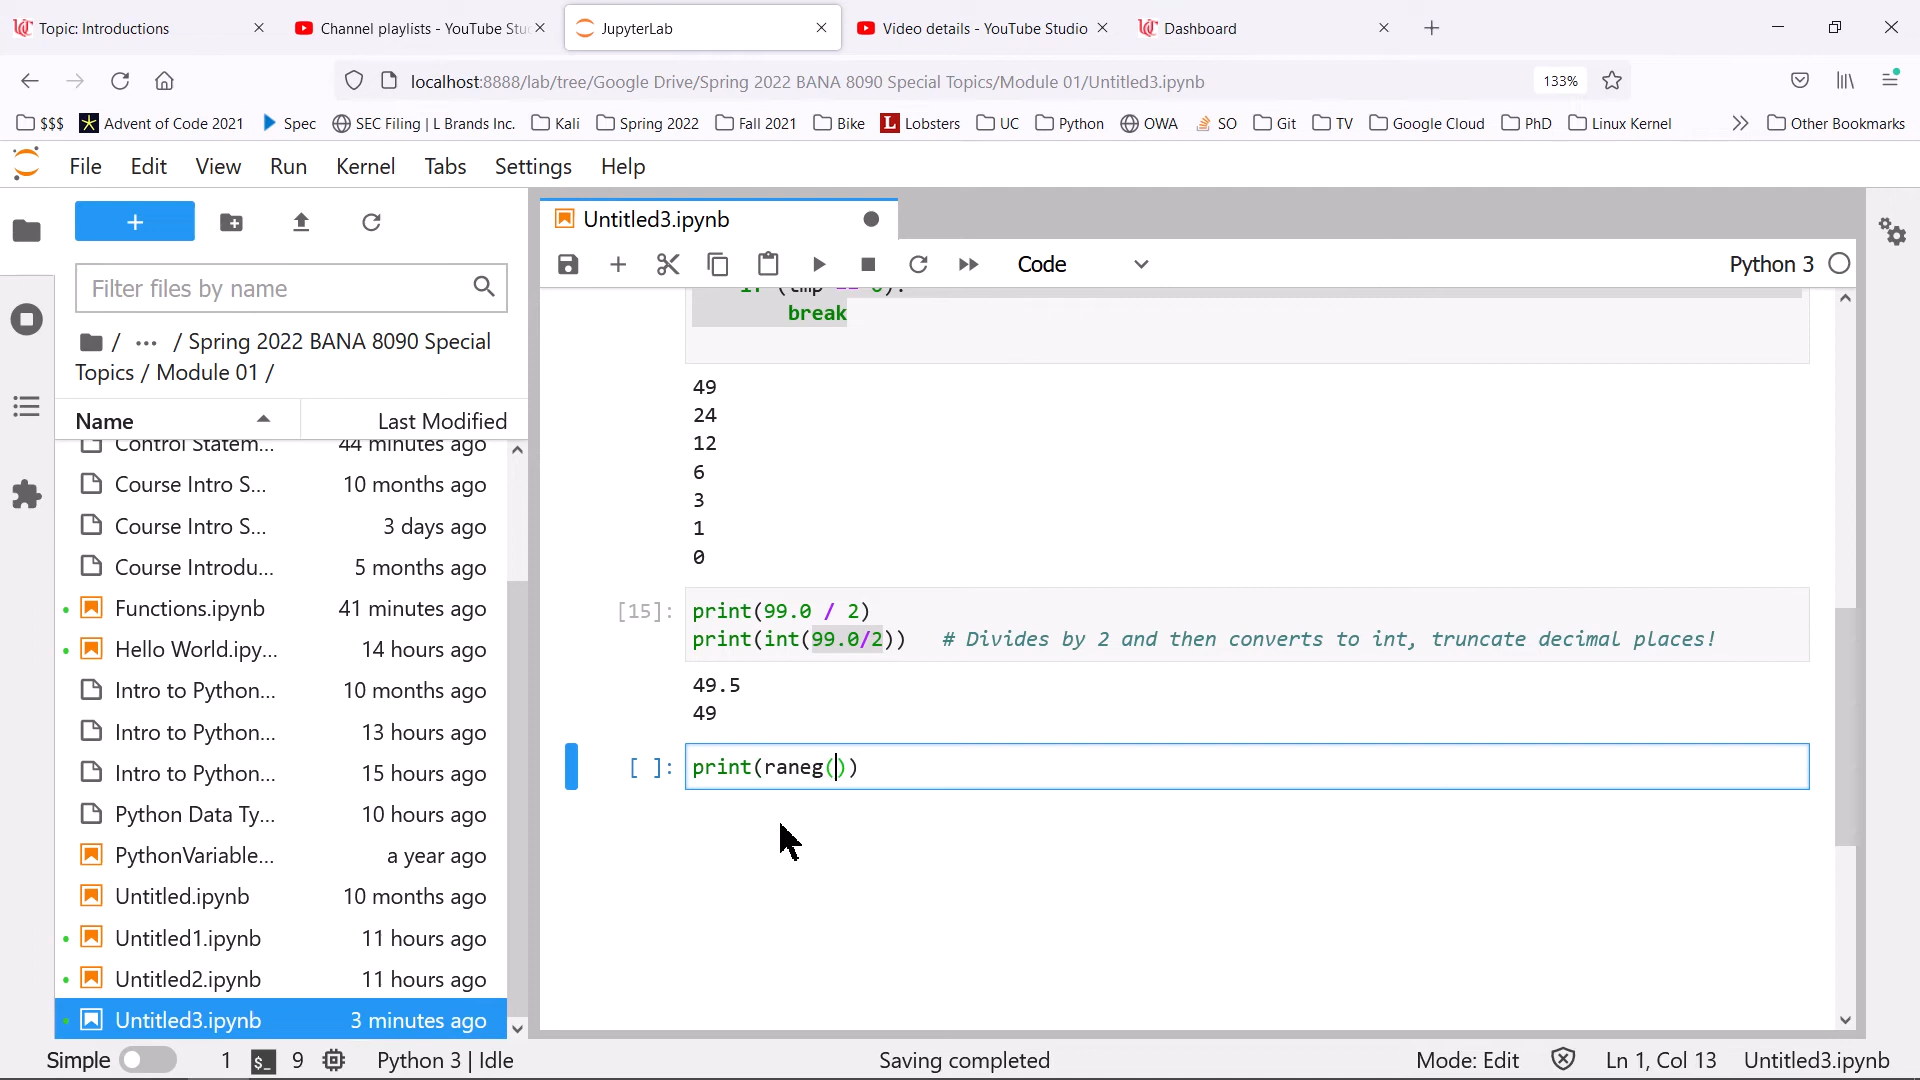 Topic: Introductions
Channel playlists - YouTube Stu
JupyterLab
Video details - YouTube Studio
Dashboard
localhost:8888/lab/tree/Google Drive/Spring 2022 BANA 8090 Special Topics/Module 01/Untitled3.ipynb
133%
$$$
Advent of Code 2021
Spec
SEC Filing | L Brands Inc.
Kali
Spring 2022
Fall 2021
Bike
Lobsters
UC
Python
OWA
SO
Git
TV
Google Cloud
PhD
Linux Kernel
Other Bookmarks
File
Edit
View
Run
Kernel
Tabs
Settings
Help
Untitled3.ipynb
Code
Python 3
Filter files by name
/ ··· / Spring 2022 BANA 8090 Special
Topics / Module 01 /
Name
Last Modified
Control Statem... 44 minutes ago
Course Intro S... 10 months ago
Course Intro S... 3 days ago
Course Introdu... 5 months ago
Functions.ipynb 41 minutes ago
Hello World.ipy... 14 hours ago
Intro to Python... 10 months ago
Intro to Python... 13 hours ago
Intro to Python... 15 hours ago
Python Data Ty... 10 hours ago
PythonVariable... a year ago
Untitled.ipynb 10 months ago
Untitled1.ipynb 11 hours ago
Untitled2.ipynb 11 hours ago
Untitled3.ipynb 3 minutes ago
if (tmp == 0):
break
49
24
12
6
3
1
0
[15]: print(99.0 / 2)
print(int(99.0/2)) # Divides by 2 and then converts to int, truncate decimal places!
49.5
49
[ ]: print(raneg())
Simple
1
$_
9
Python 3 | Idle
Saving completed
Mode: Edit
Ln 1, Col 13
Untitled3.ipynb